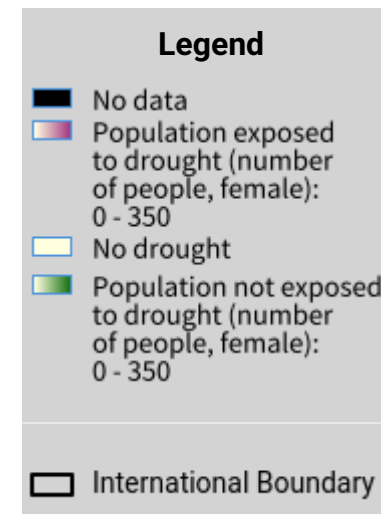 Legend
No data
Population exposed
to drought (number
of people, female):
0 - 350
No drought
Population not exposed
to drought (number
of people, female):
0 - 350
International Boundary